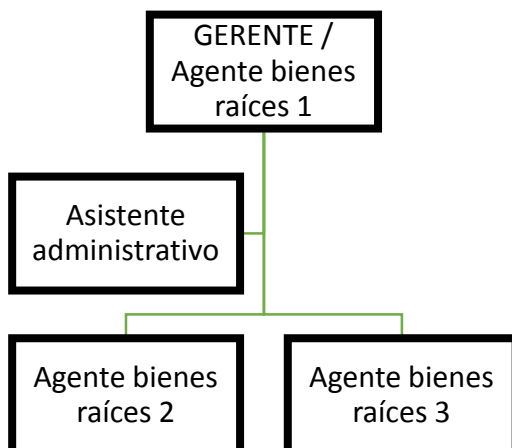 GERENTE /
Agente bienes
raíces 1
Asistente
administrativo
Agente bienes
raíces 2
Agente bienes
raíces 3